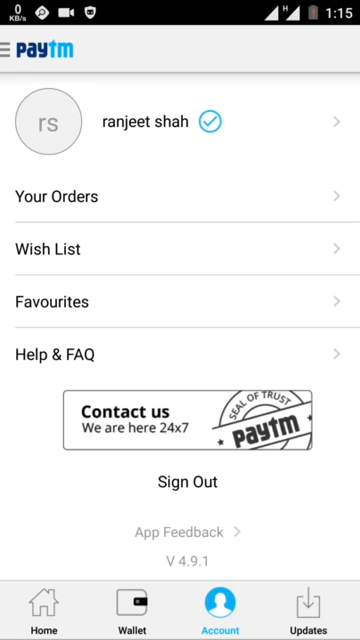 0
KB/s
H
1:15
paytm
rs
ranjeet shah
Your Orders
Wish List
Favourites
Help & FAQ
Contact us
We are here 24x7
SEAL OF TRUST
paytm
Sign Out
App Feedback
V 4.9.1
Home
Wallet
Account
Updates